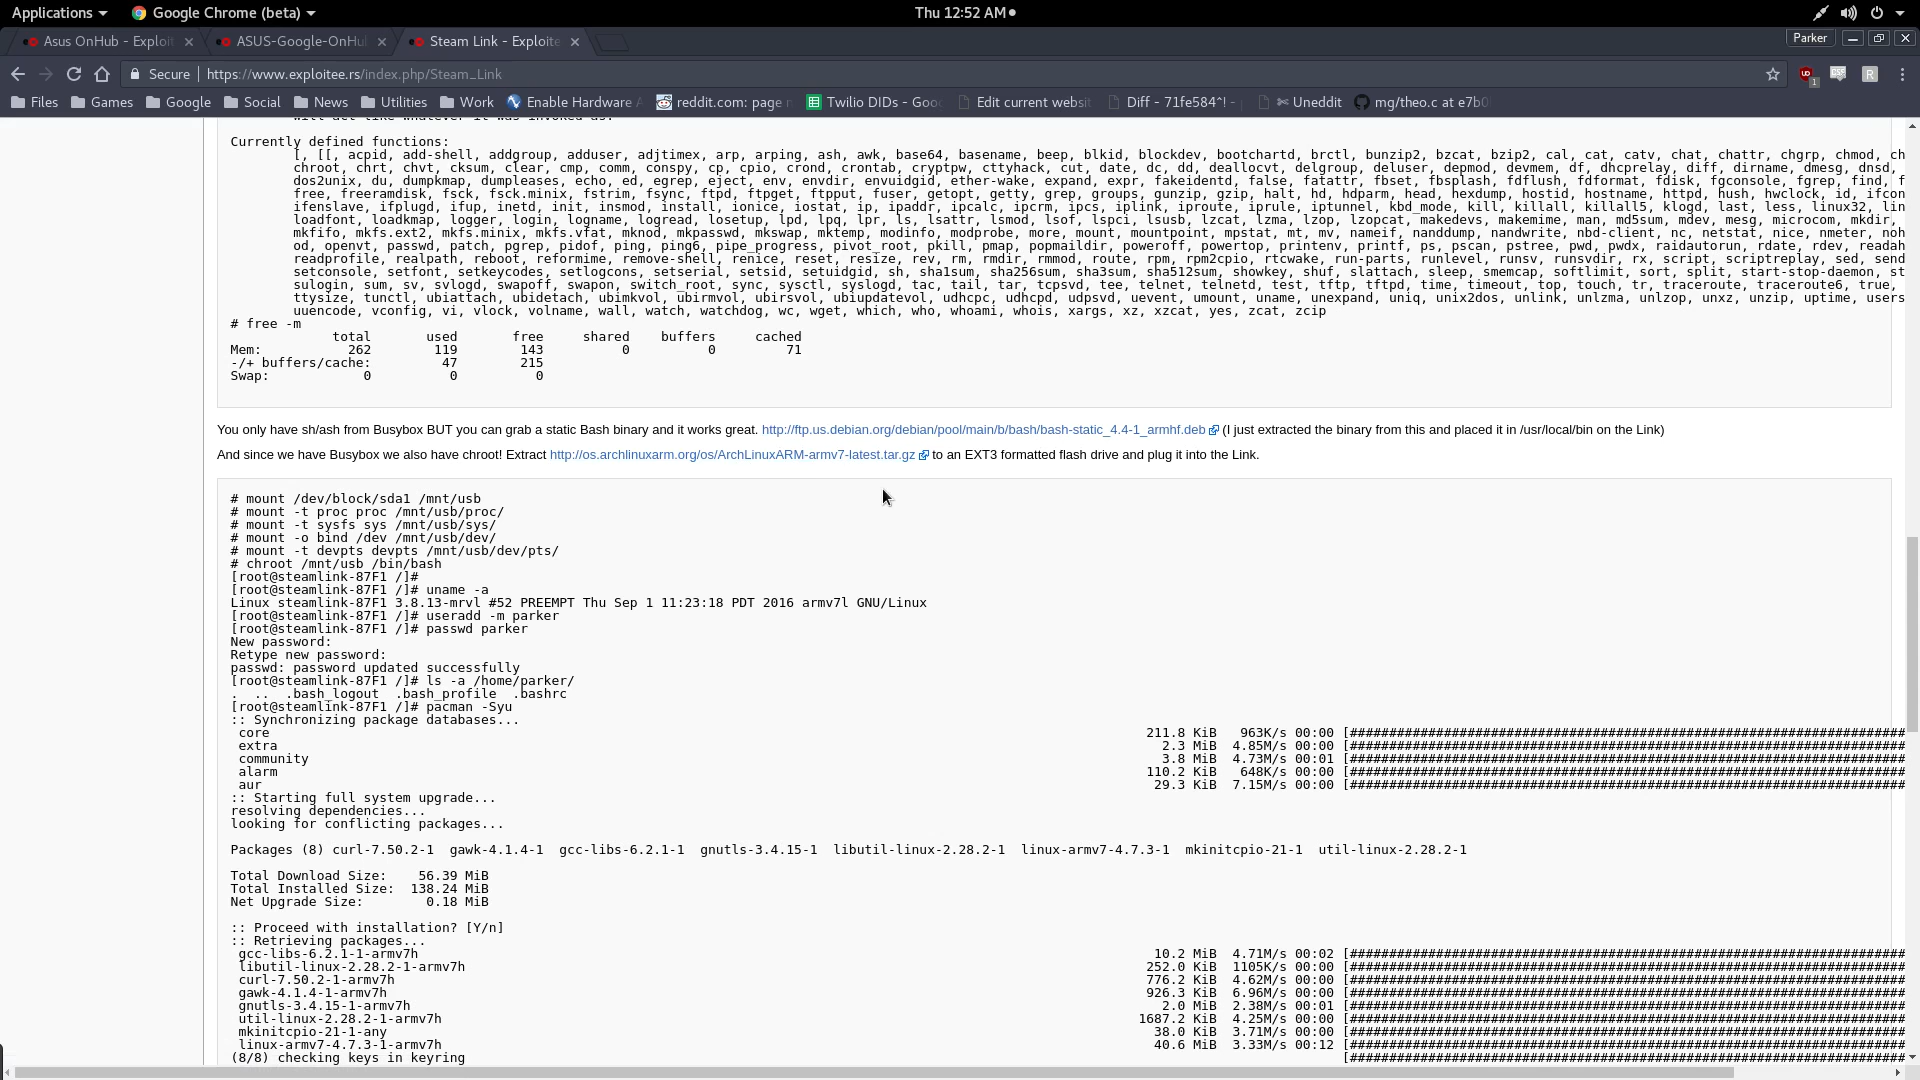 Applications
Google Chrome (beta)
Thu 12:52 AM
Asus OnHub - Exploit
ASUS-Google-OnHu
Steam Link - Exploite
Parker
Secure
https://www.exploitee.rs/index.php/Steam_Link
1
R
Files
Games
Google
Social
News
Utilities
Work
Enable Hardware
reddit.com: page
Twilio DIDs - Goo
Edit current websit
Diff - 71fe584^! -
Uneddit
mg/theo.c at e7b0
Currently defined functions:
[, [[, acpid, add-shell, addgroup, adduser, adjtimex, arp, arping, ash, awk, base64, basename, beep, blkid, blockdev, bootchartd, brctl, bunzip2, bzcat, bzip2, cal, cat, catv, chat, chattr, chgrp, chmod, ch
chroot, chrt, chvt, cksum, clear, cmp, comm, conspy, cp, cpio, crond, crontab, cryptpw, cttyhack, cut, date, dc, dd, deallocvt, delgroup, deluser, depmod, devmem, df, dhcprelay, diff, dirname, dmesg, dnsd,
dos2unix, du, dumpkmap, dumpleases, echo, ed, egrep, eject, env, envdir, envuidgid, ether-wake, expand, expr, fakeidentd, false, fatattr, fbset, fbsplash, fdflush, fdformat, fdisk, fgconsole, fgrep, find, f
free, freeramdisk, fsck, fsck.minix, fstrim, fsync, ftpd, ftpget, ftpput, fuser, getopt, getty, grep, groups, gunzip, gzip, halt, hd, hdparm, head, hexdump, hostid, hostname, httpd, hush, hwclock, id, ifcon
ifenslave, ifplugd, ifup, inetd, init, insmod, install, ionice, iostat, ip, ipaddr, ipcalc, ipcrm, ipcs, iplink, iproute, iprule, iptunnel, kbd_mode, kill, killall, killall5, klogd, last, less, linux32, lin
loadfont, loadkmap, logger, login, logname, logread, losetup, lpd, lpq, lpr, ls, lsattr, lsmod, lsof, lspci, lsusb, lzcat, lzma, lzop, lzopcat, makedevs, makemime, man, md5sum, mdev, mesg, microcom, mkdir,
mkfifo, mkfs.ext2, mkfs.minix, mkfs.vfat, mknod, mkpasswd, mkswap, mktemp, modinfo, modprobe, more, mount, mountpoint, mpstat, mt, mv, nameif, nanddump, nandwrite, nbd-client, nc, netstat, nice, nmeter, noh
od, openvt, passwd, patch, pgrep, pidof, ping, ping6, pipe_progress, pivot_root, pkill, pmap, popmaildir, poweroff, powertop, printenv, printf, ps, pscan, pstree, pwd, pwdx, raidautorun, rdate, rdev, readah
readprofile, realpath, reboot, reformime, remove-shell, renice, reset, resize, rev, rm, rmdir, rmmod, route, rpm, rpm2cpio, rtcwake, run-parts, runlevel, runsv, runsvdir, rx, script, scriptreplay, sed, send
setconsole, setfont, setkeycodes, setlogcons, setserial, setsid, setuidgid, sh, sha1sum, sha256sum, sha3sum, sha512sum, showkey, shuf, slattach, sleep, smemcap, softlimit, sort, split, start-stop-daemon, st
sulogin, sum, sv, svlogd, swapoff, swapon, switch_root, sync, sysctl, syslogd, tac, tail, tar, tcpsvd, tee, telnet, telnetd, test, tftp, tftpd, time, timeout, top, touch, tr, traceroute, traceroute6, true,
ttysize, tunctl, ubiattach, ubidetach, ubimkvol, ubirmvol, ubirsvol, ubiupdatevol, udhcpc, udhcpd, udpsvd, uevent, umount, uname, unexpand, uniq, unix2dos, unlink, unlzma, unlzop, unxz, unzip, uptime, users
uuencode, vconfig, vi, vlock, volname, wall, watch, watchdog, wc, wget, which, who, whoami, whois, xargs, xz, xzcat, yes, zcat, zcip
# free -m
total used free shared buffers cached
Mem: 262 119 143 0 0 71
-/+ buffers/cache: 47 215
Swap: 0 0 0
You only have sh/ash from Busybox BUT you can grab a static Bash binary and it works great. http://ftp.us.debian.org/debian/pool/main/b/bash/bash-static_4.4-1_armhf.deb (I just extracted the binary from this and placed it in /usr/local/bin on the Link)
And since we have Busybox we also have chroot! Extract http://os.archlinuxarm.org/os/ArchLinuxARM-armv7-latest.tar.gz to an EXT3 formatted flash drive and plug it into the Link.
# mount /dev/block/sda1 /mnt/usb
# mount -t proc proc /mnt/usb/proc/
# mount -t sysfs sys /mnt/usb/sys/
# mount -o bind /dev /mnt/usb/dev/
# mount -t devpts devpts /mnt/usb/dev/pts/
# chroot /mnt/usb /bin/bash
[root@steamlink-87F1 /]#
[root@steamlink-87F1 /]# uname -a
Linux steamlink-87F1 3.8.13-mrvl #52 PREEMPT Thu Sep 1 11:23:18 PDT 2016 armv7l GNU/Linux
[root@steamlink-87F1 /]# useradd -m parker
[root@steamlink-87F1 /]# passwd parker
New password:
Retype new password:
passwd: password updated successfully
[root@steamlink-87F1 /]# ls -a /home/parker/
. .. .bash_logout .bash_profile .bashrc
[root@steamlink-87F1 /]# pacman -Syu
:: Synchronizing package databases...
core 211.8 KiB 963K/s 00:00 [#######################################################################
extra 2.3 MiB 4.85M/s 00:00 [#######################################################################
community 3.8 MiB 4.73M/s 00:01 [#######################################################################
alarm 110.2 KiB 648K/s 00:00 [#######################################################################
aur 29.3 KiB 7.15M/s 00:00 [#######################################################################
:: Starting full system upgrade...
resolving dependencies...
looking for conflicting packages...
Packages (8) curl-7.50.2-1 gawk-4.1.4-1 gcc-libs-6.2.1-1 gnutls-3.4.15-1 libutil-linux-2.28.2-1 linux-armv7-4.7.3-1 mkinitcpio-21-1 util-linux-2.28.2-1
Total Download Size: 56.39 MiB
Total Installed Size: 138.24 MiB
Net Upgrade Size: 0.18 MiB
:: Proceed with installation? [Y/n]
:: Retrieving packages...
gcc-libs-6.2.1-1-armv7h 10.2 MiB 4.71M/s 00:02 [#######################################################################
libutil-linux-2.28.2-1-armv7h 252.0 KiB 1105K/s 00:00 [#######################################################################
curl-7.50.2-1-armv7h 776.2 KiB 4.62M/s 00:00 [#######################################################################
gawk-4.1.4-1-armv7h 926.3 KiB 6.96M/s 00:00 [#######################################################################
gnutls-3.4.15-1-armv7h 2.0 MiB 2.38M/s 00:01 [#######################################################################
util-linux-2.28.2-1-armv7h 1687.2 KiB 4.25M/s 00:00 [#######################################################################
mkinitcpio-21-1-any 38.0 KiB 3.71M/s 00:00 [#######################################################################
linux-armv7-4.7.3-1-armv7h 40.6 MiB 3.33M/s 00:12 [#######################################################################
(8/8) checking keys in keyring [#######################################################################